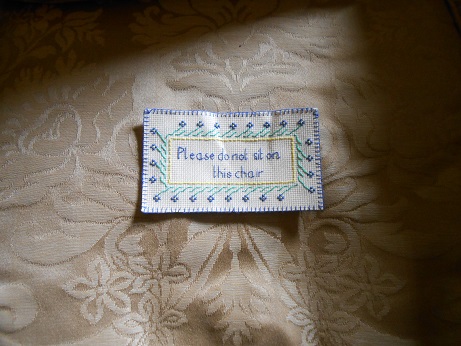 Please do not sit on
this chair